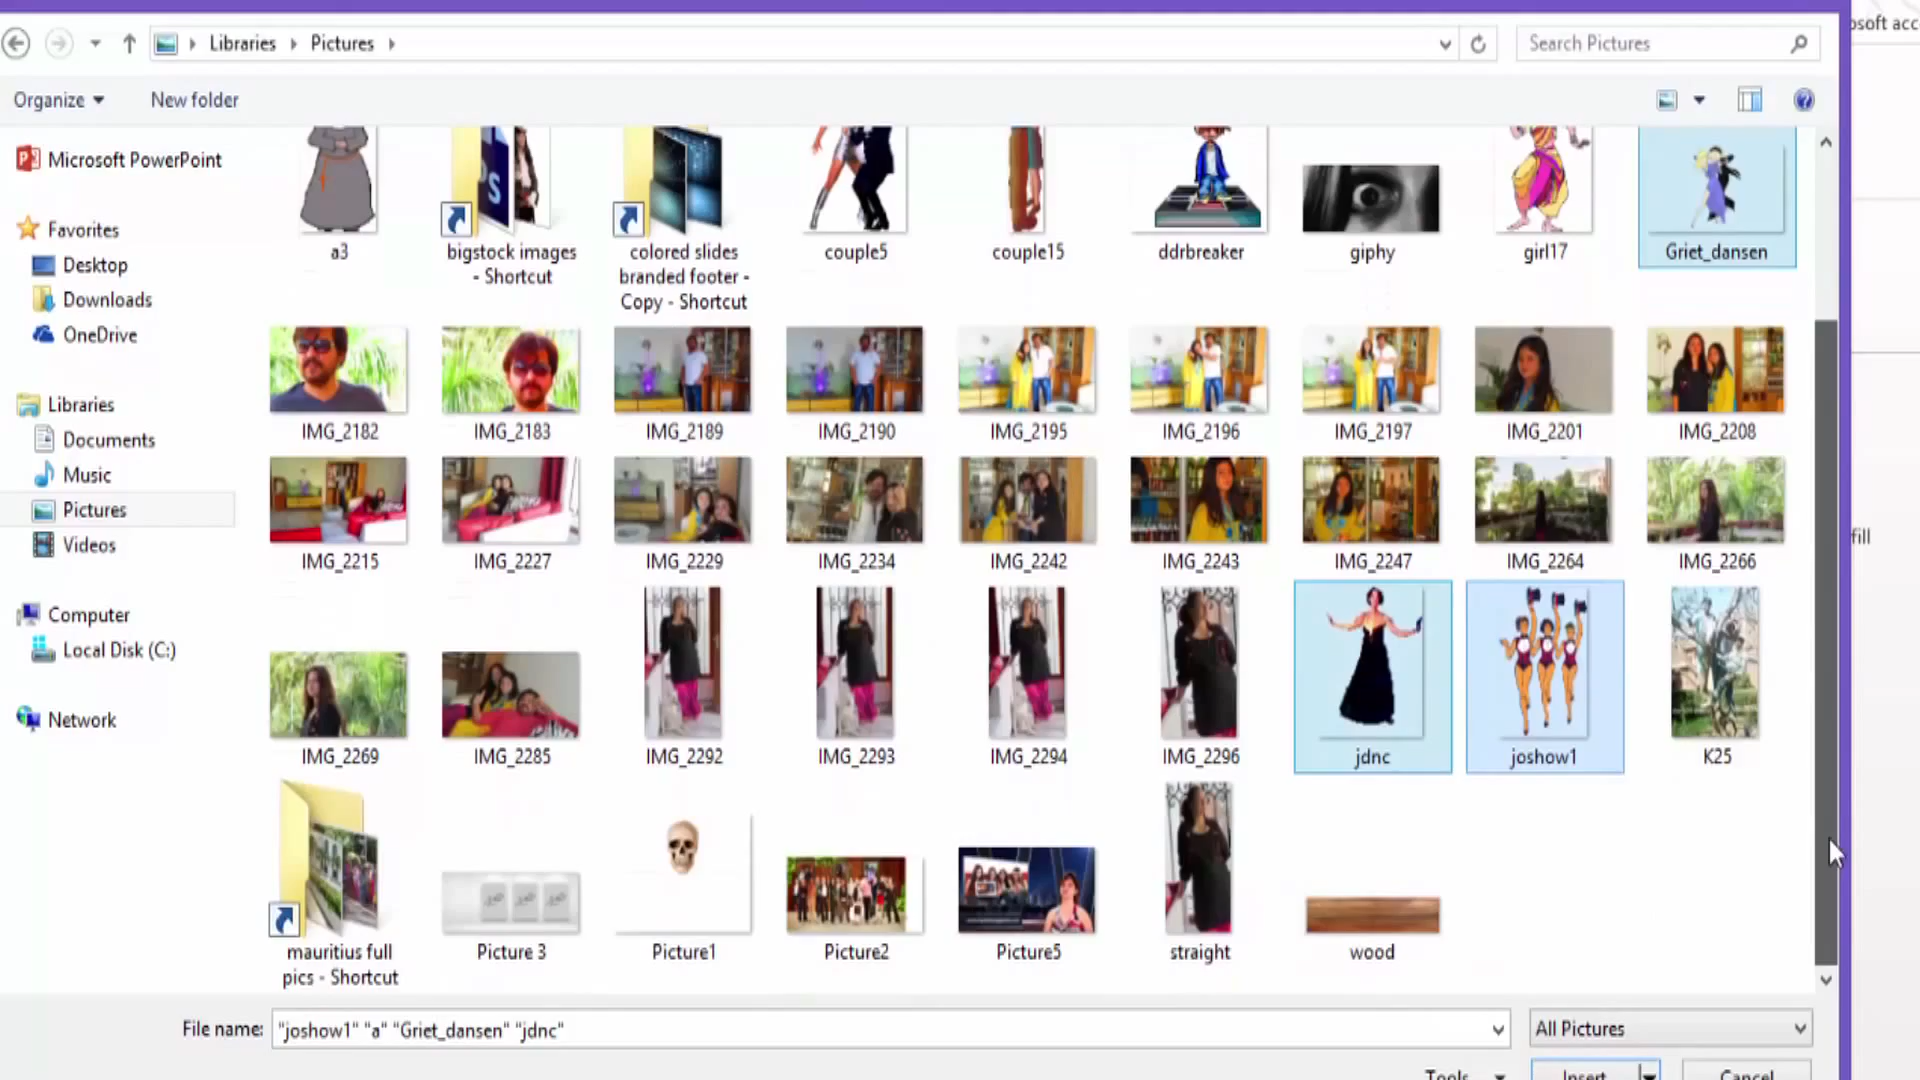 osoft acc
Libraries
Pictures
Search Pictures
Organize
New folder
Microsoft PowerPoint
Favorites
Desktop
Downloads
OneDrive
Libraries
Documents
Music
Pictures
Videos
Computer
Local Disk (C:)
Network
a3
bigstock images
- Shortcut
colored slides
branded footer -
Copy - Shortcut
couple5
couple15
ddrbreaker
giphy
girl17
Griet_dansen
IMG_2182
IMG_2183
IMG_2189
IMG_2190
IMG_2195
IMG_2196
IMG_2197
IMG_2201
IMG_2208
IMG_2215
IMG_2227
IMG_2229
IMG_2234
IMG_2242
IMG_2243
IMG_2247
IMG_2264
IMG_2266
fill
IMG_2269
IMG_2285
IMG_2292
IMG_2293
IMG_2294
IMG_2296
jdnc
joshow1
K25
mauritius full
pics - Shortcut
Picture 3
Picture1
Picture2
Picture5
straight
wood
File name:
"joshow1" "a" "Griet_dansen" "jdnc"
All Pictures
Tools
Insert
Cancel